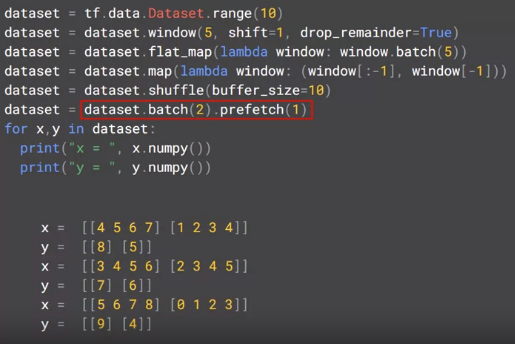 dataset = tf.data.Dataset.range(10)
dataset = dataset.window(5, shift=1, drop_remainder=True)
dataset = dataset.flat_map(lambda window: window.batch(5))
dataset = dataset.map(lambda window: (window[:-1], window[-1]))
dataset = dataset.shuffle(buffer_size=10)
dataset = dataset.batch(2).prefetch(1)
for x,y in dataset:
  print("x = ", x.numpy())
  print("y = ", y.numpy())
x =  [[4 5 6 7] [1 2 3 4]]
y =  [[8] [5]]
x =  [[3 4 5 6] [2 3 4 5]]
y =  [[7] [6]]
x =  [[5 6 7 8] [0 1 2 3]]
y =  [[9] [4]]